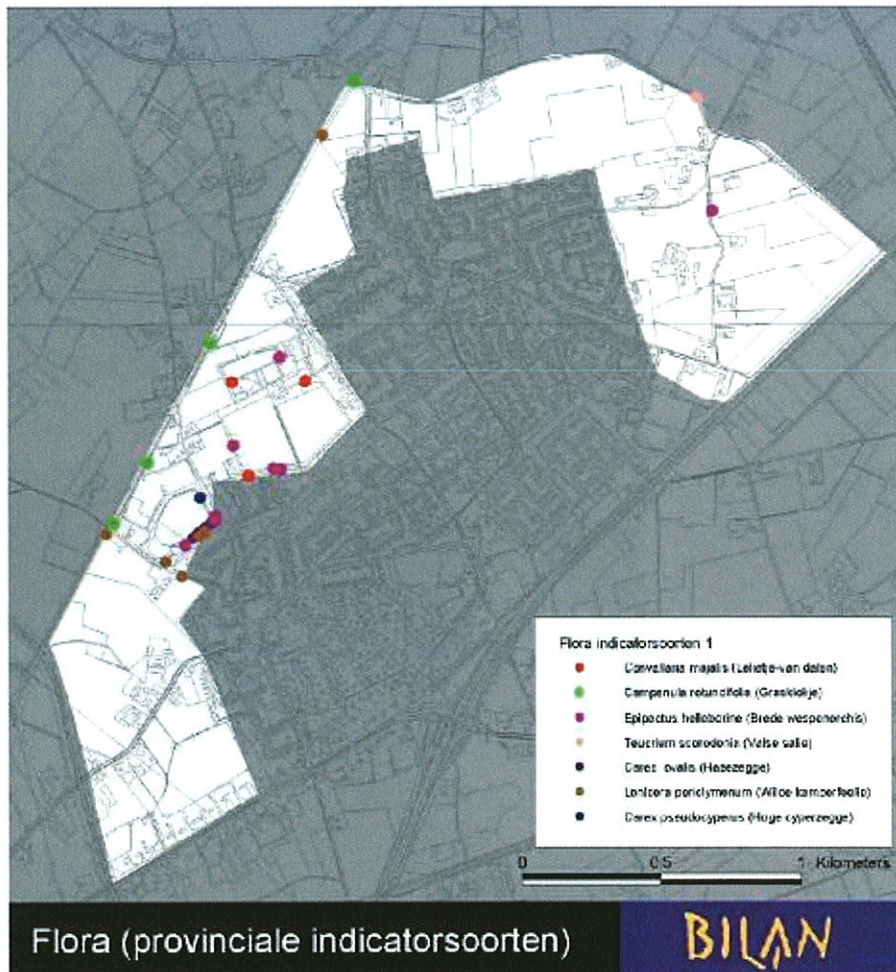 Flora indicatorsoorten 1
Convallaria majalis (Lelietje-van dalen)
Campanula rotundifolia (Grasklokje)
Epipactus helleborine (Brede wespenorchis)
Teucrium scorodonia (Valse salie)
Carex ovalis (Hazezegge)
Lonicera periclymenum (Wilde kamperfoelie)
Carex pseudocyperus (Hoge cyperzegge)
0 0,5 1 Kilometers
Flora (provinciale indicatorsoorten)
BILAN